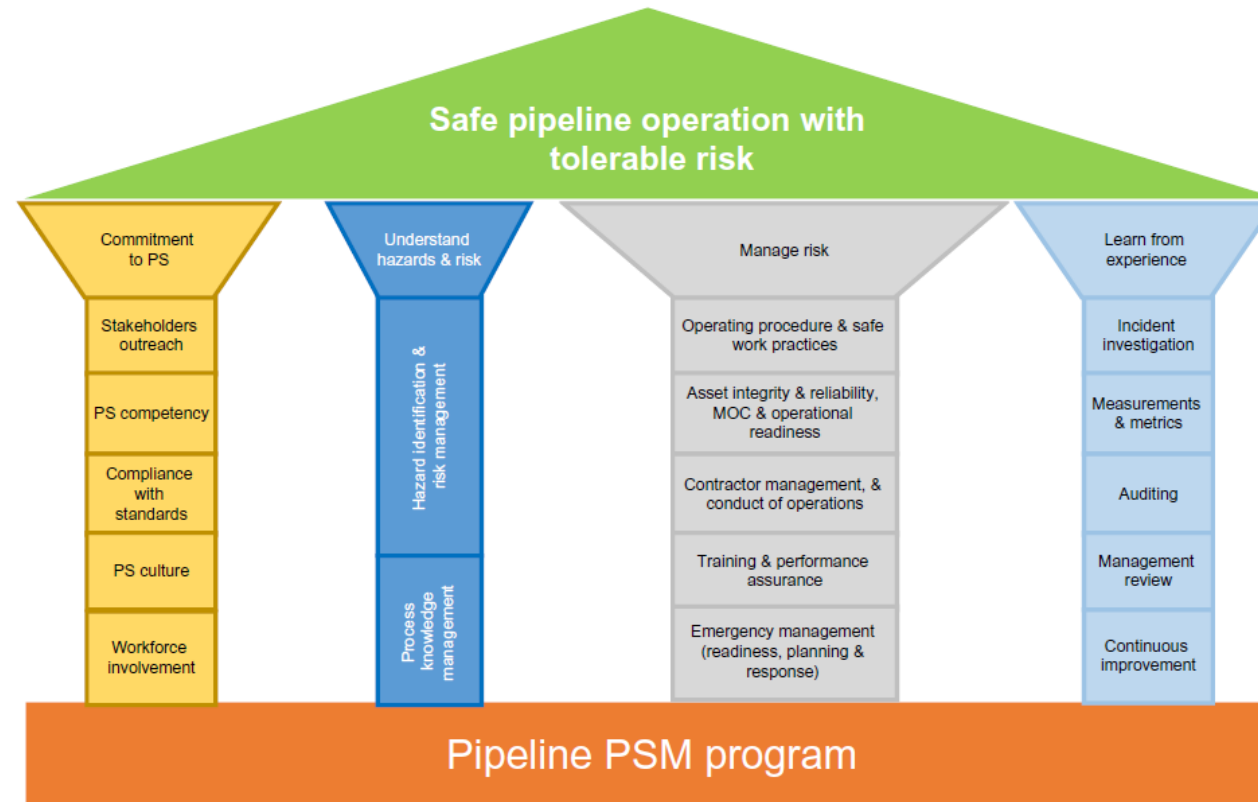 Safe pipeline operation with
tolerable risk
Commitment
to PS
Stakeholders
outreach
PS competency
Compliance
with
standards
PS culture
Workforce
involvement
Understand
hazards & risk
Hazard identification &
risk management
Process
knowledge
management
Manage risk
Operating procedure & safe
work practices
Asset integrity & reliability,
MOC & operational
readiness
Contractor management, &
conduct of operations
Training & performance
assurance
Emergency management
(readiness, planning &
response)
Learn from
experience
Incident
investigation
Measurements
& metrics
Auditing
Management
review
Continuous
improvement
Pipeline PSM program